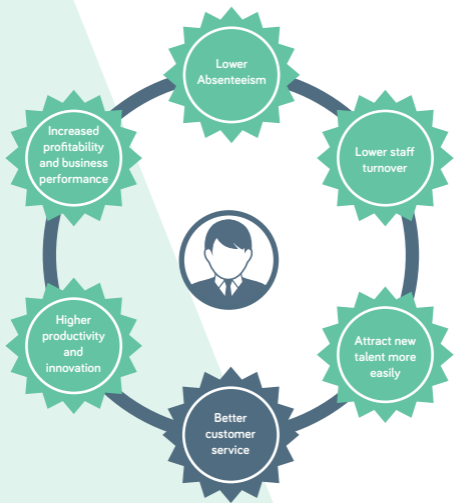 Lower
Absenteeism
Lower staff
turnover
Attract new
talent more
easily
Better
customer
service
Higher
productivity
and
innovation
Increased
profitability
and business
performance